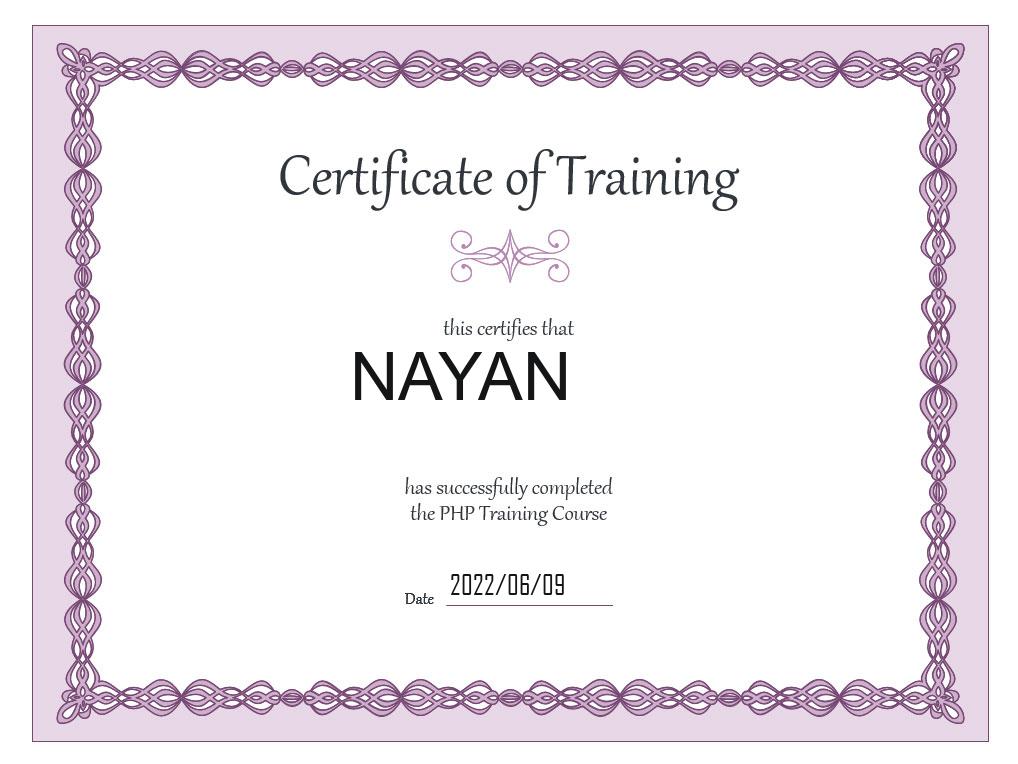 Certificate of Training
this certifies that
NAYAN
has successfully completed
the PHP Training Course
Date 2022/06/09